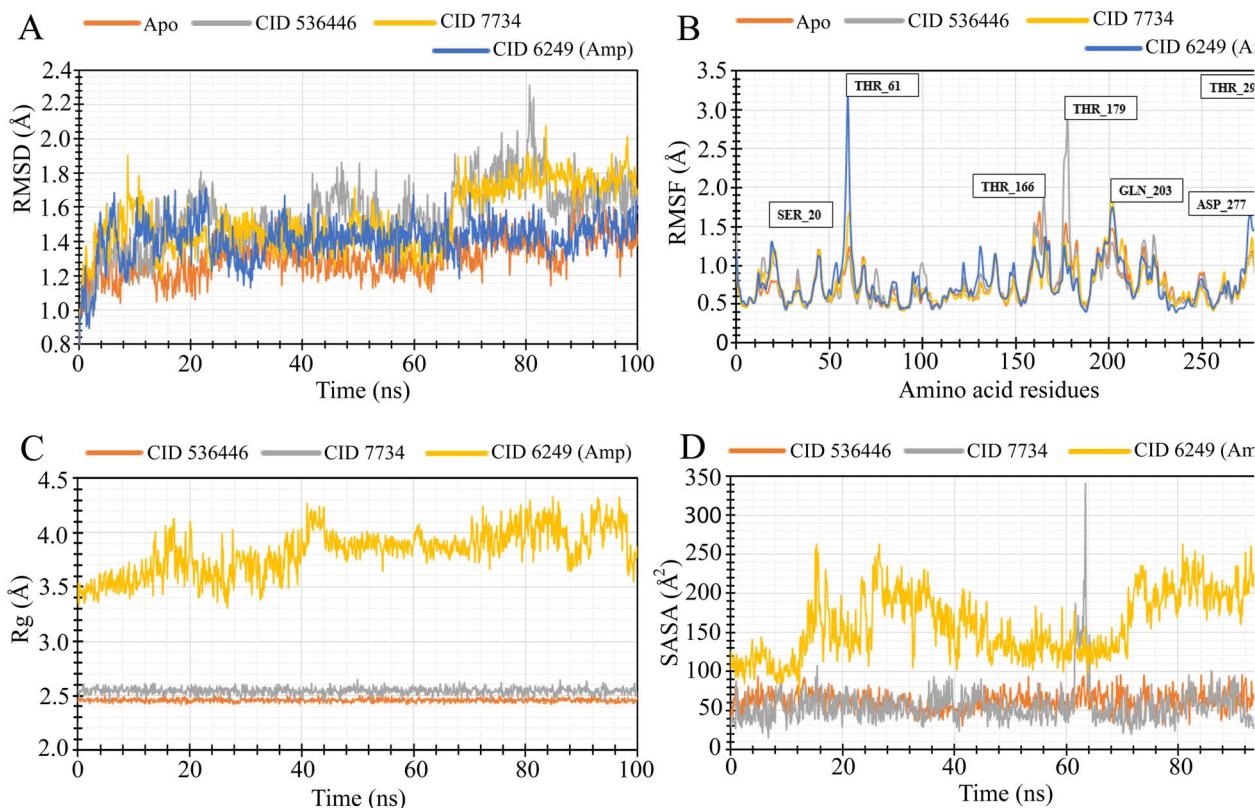 A
Apo
CID 536446
CID 7734
CID 6249 (Amp)
2.4
2.2
2.0
1.8
1.6
1.4
1.2
1.0
0.8
RMSD (Å)
0
20
40
60
80
100
Time (ns)
B
Apo
CID 536446
CID 7734
CID 6249 (A
3.5
3.0
2.5
2.0
1.5
1.0
0.5
0
RMSF (Å)
THR_61
THR_29
THR_179
THR_166
GLN_203
ASP_277
SER_20
0
50
100
150
200
250
Amino acid residues
C
CID 536446
CID 7734
CID 6249 (Amp)
4.5
4.0
3.5
3.0
2.5
2.0
Rg (Å)
0
20
40
60
80
100
Time (ns)
D
CID 536446
CID 7734
CID 6249 (Am
350
300
250
200
150
100
50
0
SASA (Å²)
0
20
40
60
80
Time (ns)